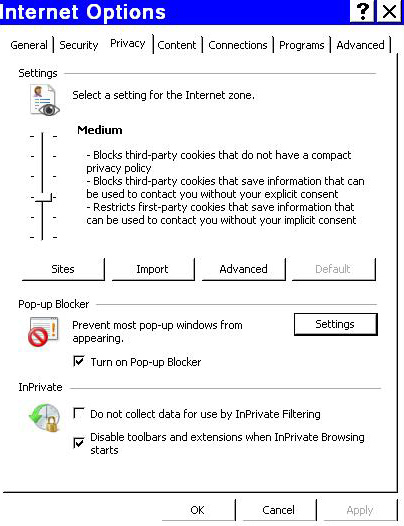 Internet Options
General Security Privacy Content Connections Programs Advanced
Settings
Select a setting for the Internet zone.
Medium
- Blocks third-party cookies that do not have a compact
privacy policy
- Blocks third-party cookies that save information that can
be used to contact you without your explicit consent
- Restricts first-party cookies that save information that
can be used to contact you without your implicit consent
Sites Import Advanced Default
Pop-up Blocker
Prevent most pop-up windows from
appearing.
Settings
Turn on Pop-up Blocker
InPrivate
Do not collect data for use by InPrivate Filtering
Disable toolbars and extensions when InPrivate Browsing
starts
OK Cancel Apply